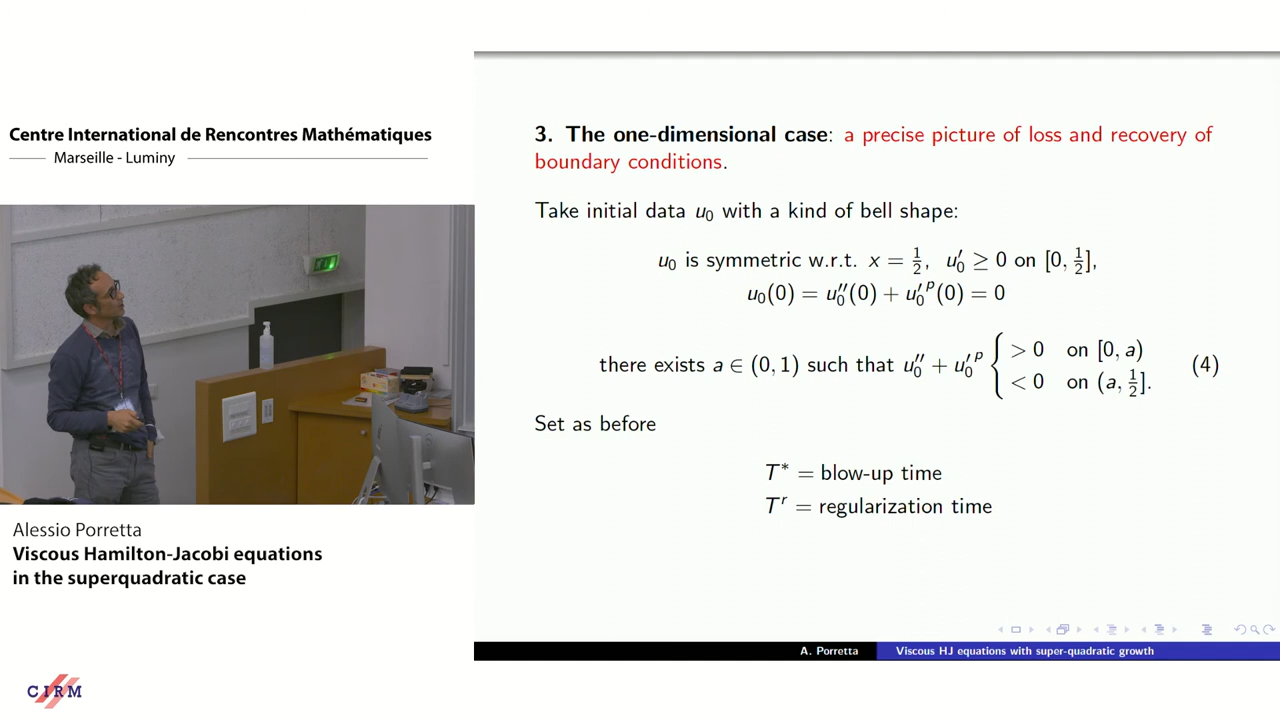 Centre International de Rencontres Mathématiques
Marseille - Luminy
Alessio Porretta
Viscous Hamilton-Jacobi equations
in the superquadratic case
CIRM
3. The one-dimensional case: a precise picture of loss and recovery of
boundary conditions.
Take initial data u₀ with a kind of bell shape:
u₀ is symmetric w.r.t. x = 1/2, u₀′ ≥ 0 on [0, 1/2],
u₀(0) = u₀′′(0) + u₀′ᵖ(0) = 0
there exists a ∈ (0, 1) such that u₀′′ + u₀′ᵖ { > 0 on [0, a) (4)
< 0 on (a, 1/2].
Set as before
T* = blow-up time
Tʳ = regularization time
A. Porretta Viscous HJ equations with super-quadratic growth